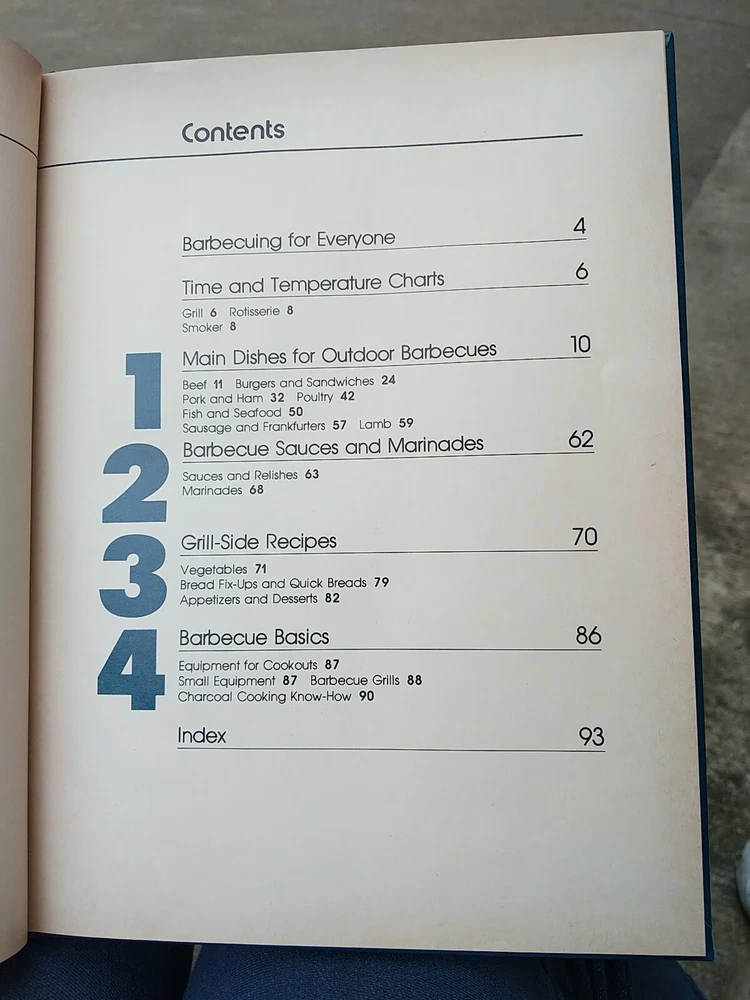 Contents
Barbecuing for Everyone 4
Time and Temperature Charts 6
Grill 6 Rotisserie 8
Smoker 8
1 Main Dishes for Outdoor Barbecues 10
Beef 11 Burgers and Sandwiches 24
Pork and Ham 32 Poultry 42
Fish and Seafood 50
Sausage and Frankfurters 57 Lamb 59
2 Barbecue Sauces and Marinades 62
Sauces and Relishes 63
Marinades 68
3 Grill-Side Recipes 70
Vegetables 71
Bread Fix-Ups and Quick Breads 79
Appetizers and Desserts 82
4 Barbecue Basics 86
Equipment for Cookouts 87
Small Equipment 87 Barbecue Grills 88
Charcoal Cooking Know-How 90
Index 93